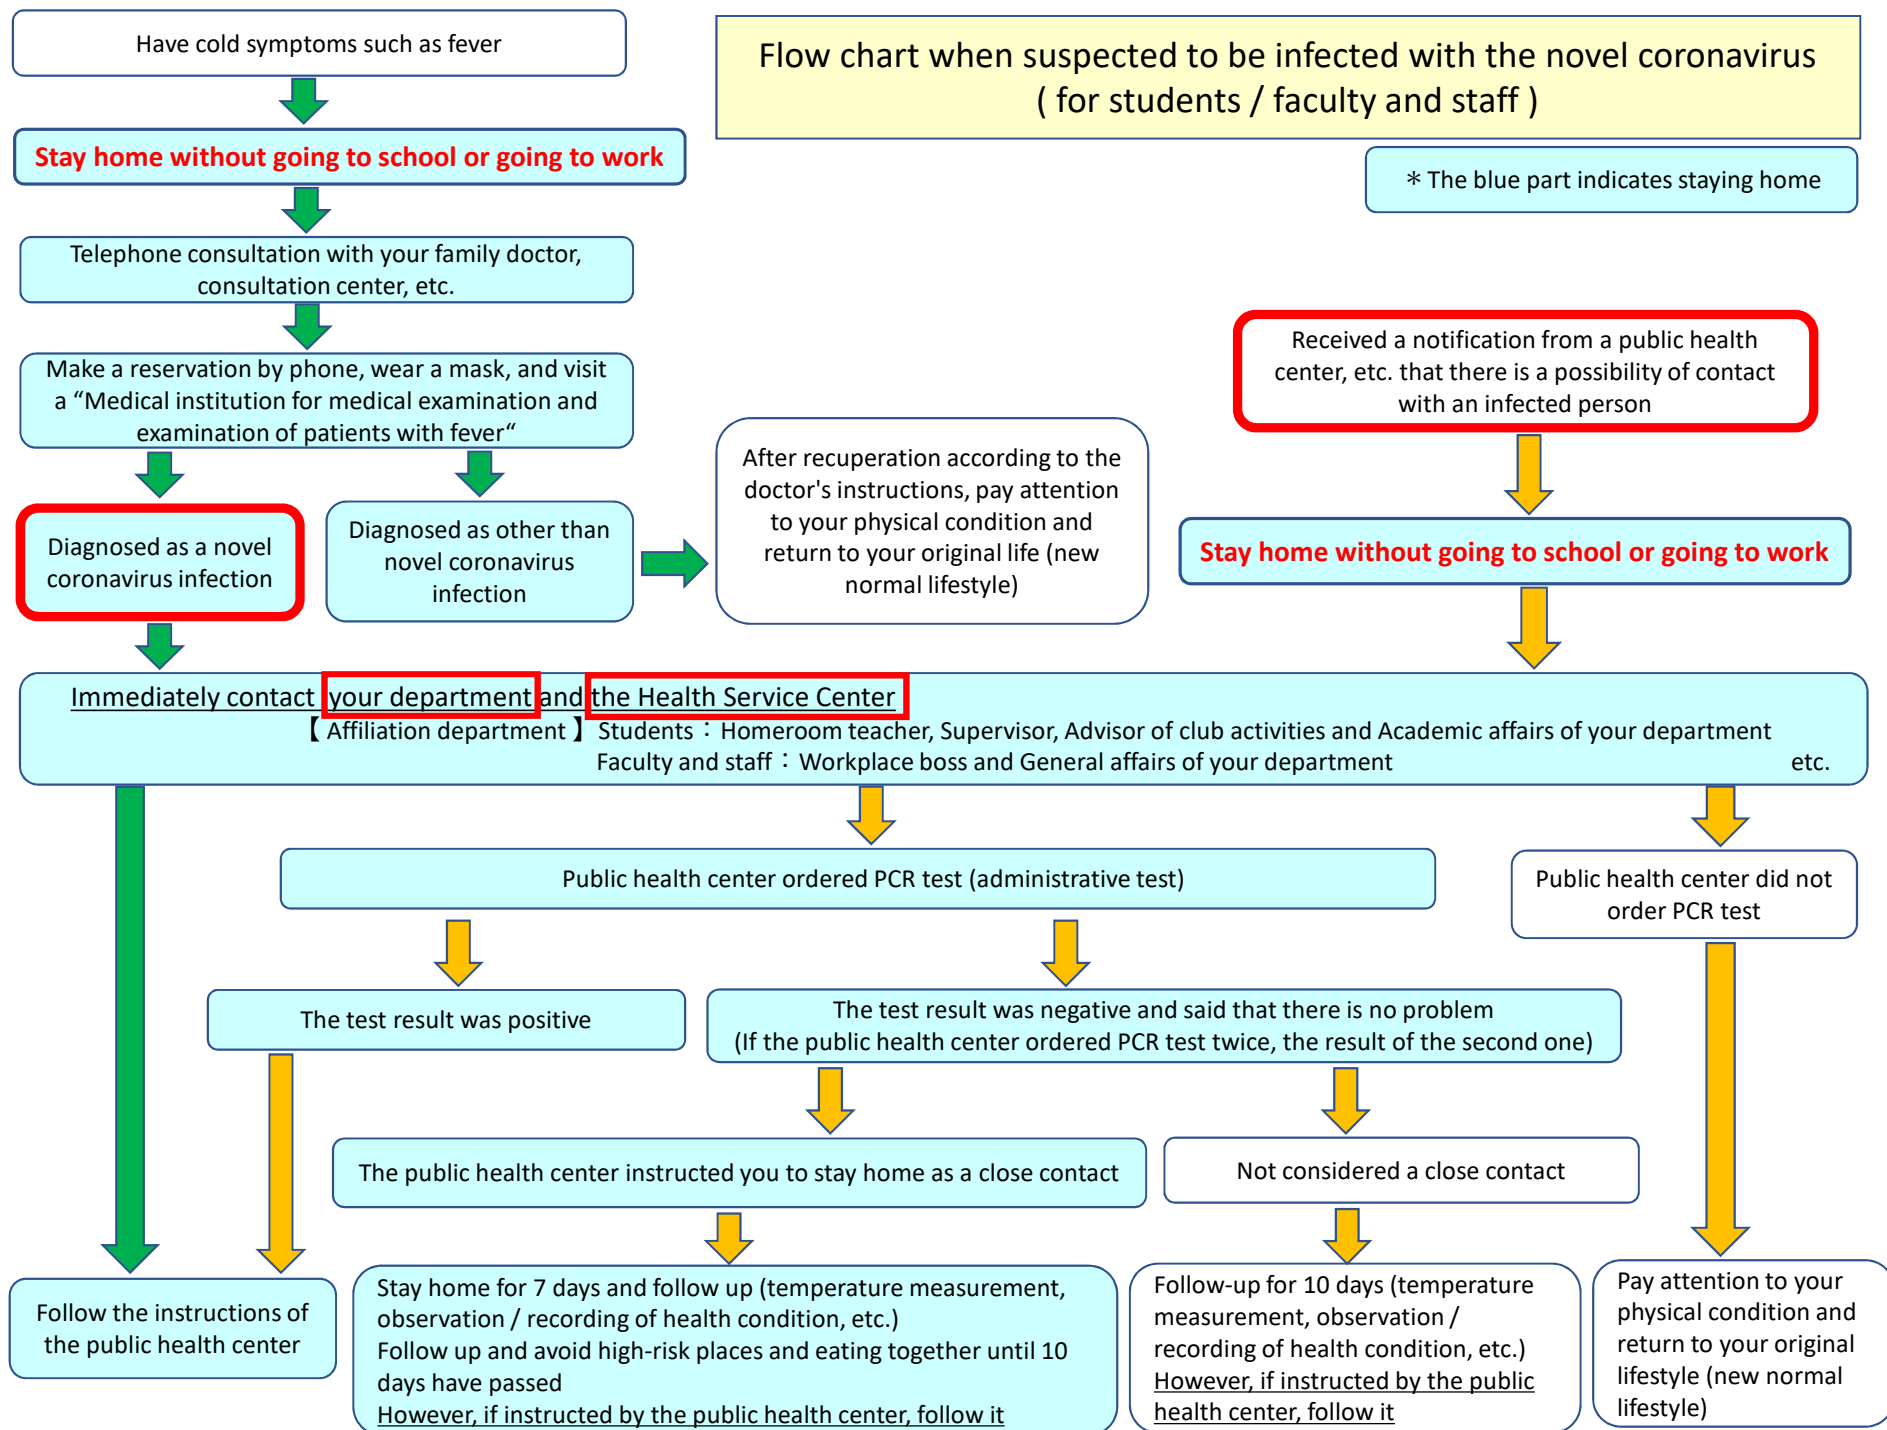 Have cold symptoms such as fever
Flow chart when suspected to be infected with the novel coronavirus
( for students / faculty and staff )
Stay home without going to school or going to work
＊The blue part indicates staying home
Telephone consultation with your family doctor,
consultation center, etc.
Make a reservation by phone, wear a mask, and visit
a “Medical institution for medical examination and
examination of patients with fever“
Received a notification from a public health
center, etc. that there is a possibility of contact
with an infected person
Diagnosed as a novel
coronavirus infection
Diagnosed as other than
novel coronavirus
infection
After recuperation according to the
doctor's instructions, pay attention
to your physical condition and
return to your original life (new
normal lifestyle)
Stay home without going to school or going to work
Immediately contact your department and the Health Service Center
【 Affiliation department 】 Students：Homeroom teacher, Supervisor, Advisor of club activities and Academic affairs of your department
Faculty and staff：Workplace boss and General affairs of your department etc.
Public health center ordered PCR test (administrative test)
Public health center did not
order PCR test
The test result was positive
The test result was negative and said that there is no problem
(If the public health center ordered PCR test twice, the result of the second one)
The public health center instructed you to stay home as a close contact
Not considered a close contact
Follow the instructions of
the public health center
Stay home for 7 days and follow up (temperature measurement,
observation / recording of health condition, etc.)
Follow up and avoid high-risk places and eating together until 10
days have passed
However, if instructed by the public health center, follow it
Follow-up for 10 days (temperature
measurement, observation /
recording of health condition, etc.)
However, if instructed by the public
health center, follow it
Pay attention to your
physical condition and
return to your original
lifestyle (new normal
lifestyle)